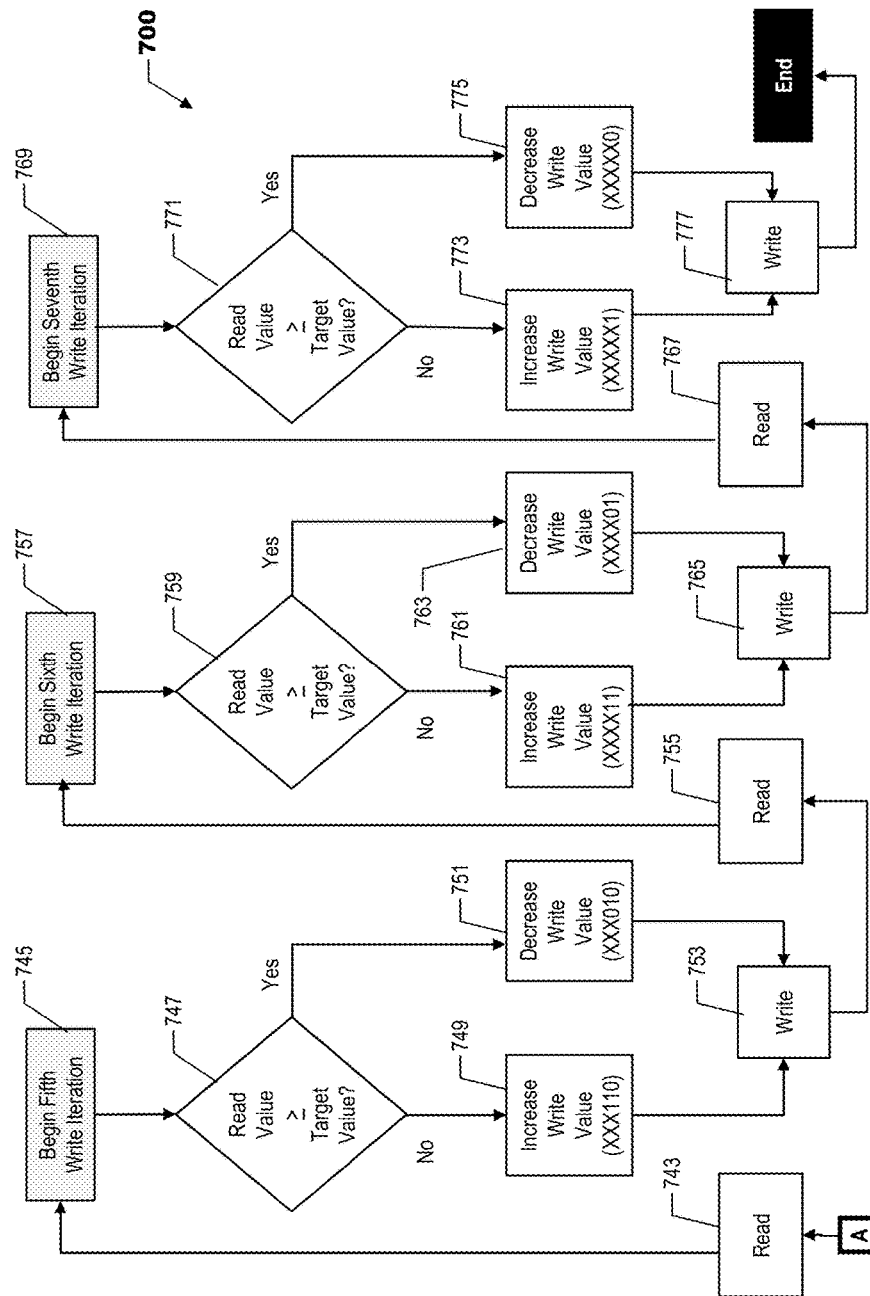 700
A
Read
743
Begin Fifth
Write Iteration
745
Read
Value
≥
Target
Value?
747
No
Yes
Increase
Write
Value
(XXX110)
749
Decrease
Write
Value
(XXX010)
751
Write
753
Read
755
Begin Sixth
Write Iteration
757
Read
Value
≥
Target
Value?
759
No
Yes
Increase
Write
Value
(XXXX11)
761
Decrease
Write
Value
(XXXX01)
763
Write
765
Read
767
Begin Seventh
Write Iteration
769
Read
Value
≥
Target
Value?
771
No
Yes
Increase
Write
Value
(XXXXX1)
773
Decrease
Write
Value
(XXXXX0)
775
Write
777
End